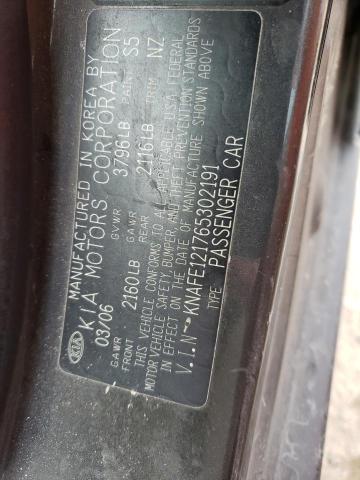 KIA
MANUFACTURED IN KOREA BY
KIA MOTORS CORPORATION
03/06 GVWR 3796LB PAINT S5
GAWR FRONT 2160LB GAWR REAR 2116LB TRIM NZ
THIS VEHICLE CONFORMS TO ALL APPLICABLE U.S.A. FEDERAL
MOTOR VEHICLE SAFETY, BUMPER, AND THEFT PREVENTION STANDARDS
IN EFFECT ON THE DATE OF MANUFACTURE SHOWN ABOVE
V.I.N: KNAFE121765302191
TYPE: PASSENGER CAR